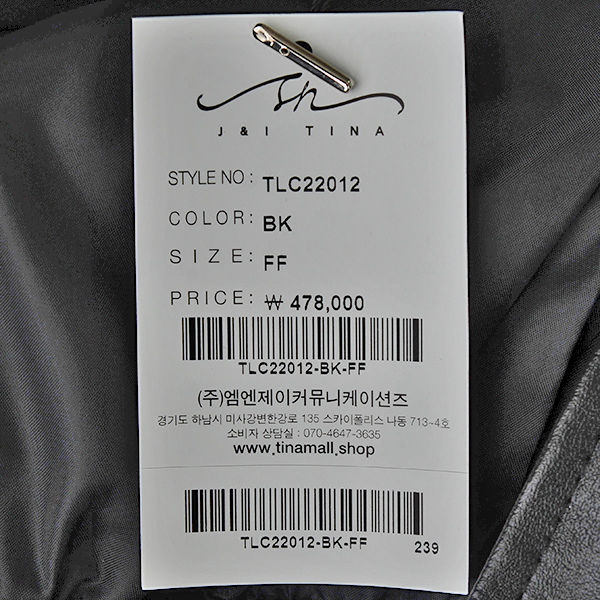 J & I TINA
STYLE NO : TLC22012
COLOR : BK
SIZE : FF
PRICE : ₩ 478,000
TLC22012-BK-FF
(주)엠엔제이커뮤니케이션즈
경기도 하남시 미사강변한강로 135 스카이폴리스 나동 713~4호
소비자 상담실 : 070-4647-3635
www.tinamall.shop
TLC22012-BK-FF
239